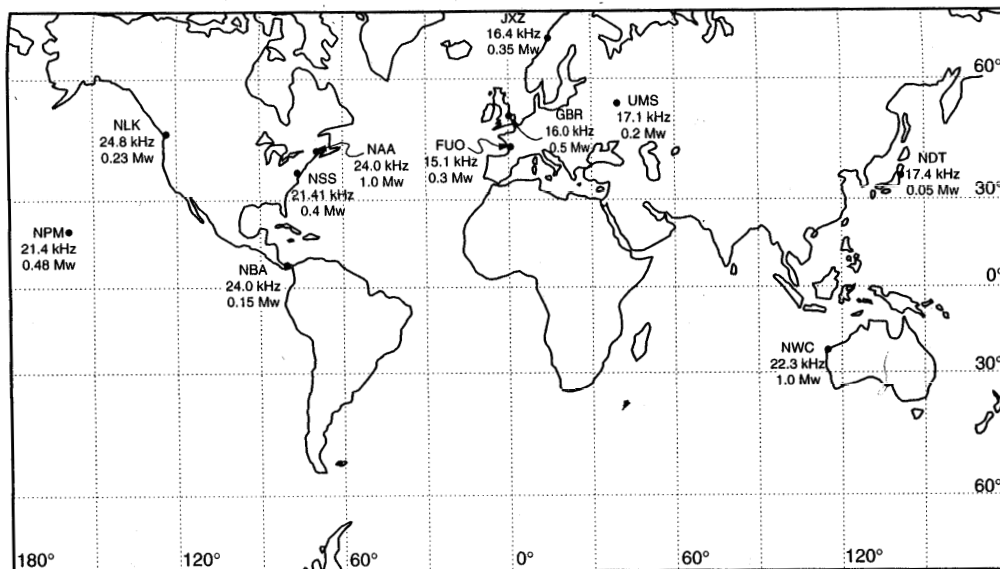 JXZ
16.4 kHz
0.35 Mw
60°
UMS
17.1 kHz
0.2 Mw
GBR
16.0 kHz
0.5 Mw
NLK
24.8 kHz
0.23 Mw
NAA
24.0 kHz
1.0 Mw
FUO
15.1 kHz
0.3 Mw
NDT
17.4 kHz
0.05 Mw
NSS
21.41 kHz
0.4 Mw
30°
NPM
21.4 kHz
0.48 Mw
NBA
24.0 kHz
0.15 Mw
0°
NWC
22.3 kHz
1.0 Mw
30°
60°
180°
120°
60°
0°
60°
120°